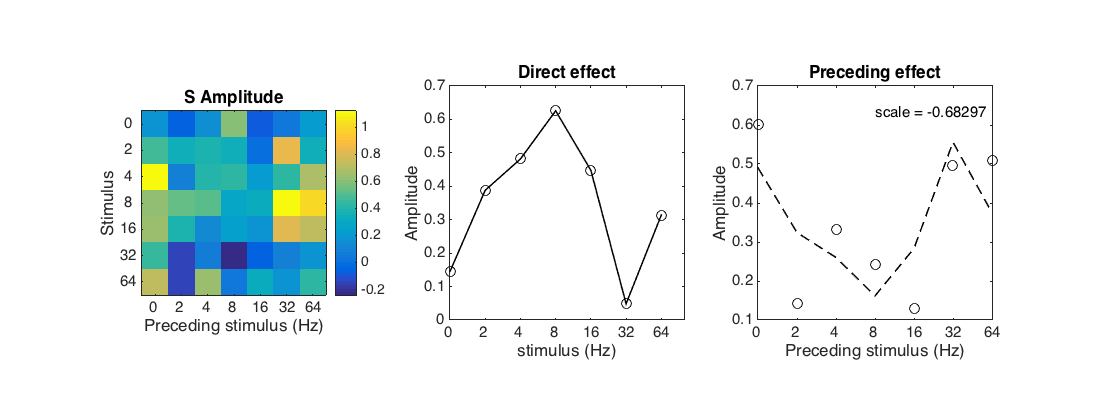 S Amplitude
Stimulus
0
2
4
8
16
32
64
0 2 4 8 16 32 64
Preceding stimulus (Hz)
1
0.8
0.6
0.4
0.2
0
-0.2
Direct effect
Amplitude
0.7
0.6
0.5
0.4
0.3
0.2
0.1
0
0 2 4 8 16 32 64
stimulus (Hz)
Preceding effect
scale = -0.68297
Amplitude
0.7
0.6
0.5
0.4
0.3
0.2
0.1
0 2 4 8 16 32 64
Preceding stimulus (Hz)